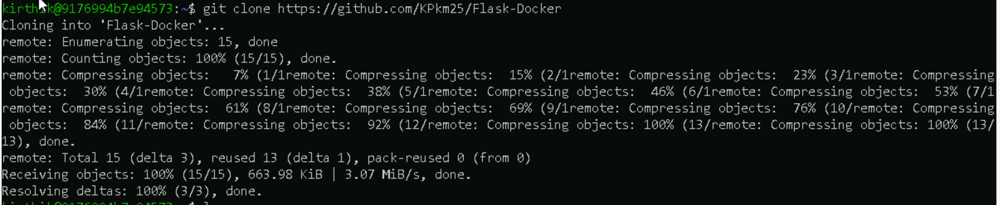 kirthik@9176994b7e94573:~$ git clone https://github.com/KPkm25/Flask-Docker
Cloning into 'Flask-Docker'...
remote: Enumerating objects: 15, done
remote: Counting objects: 100% (15/15), done.
remote: Compressing objects:   7% (1/1remote: Compressing objects:  15% (2/1remote: Compressing objects:  23% (3/1remote: Compressing
 objects:  30% (4/1remote: Compressing objects:  38% (5/1remote: Compressing objects:  46% (6/1remote: Compressing objects:  53% (7/1
remote: Compressing objects:  61% (8/1remote: Compressing objects:  69% (9/1remote: Compressing objects:  76% (10/remote: Compressing
 objects:  84% (11/remote: Compressing objects:  92% (12/remote: Compressing objects: 100% (13/remote: Compressing objects: 100% (13/
13), done.
remote: Total 15 (delta 3), reused 13 (delta 1), pack-reused 0 (from 0)
Receiving objects: 100% (15/15), 663.98 KiB | 3.07 MiB/s, done.
Resolving deltas: 100% (3/3), done.